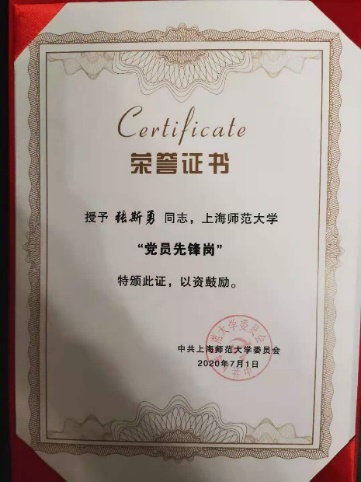 Certificate
荣誉证书
授予 张斯勇 同志，上海师范大学
“党员先锋岗”
特颁此证，以资鼓励。
中共上海师范大学委员会
2020年7月1日